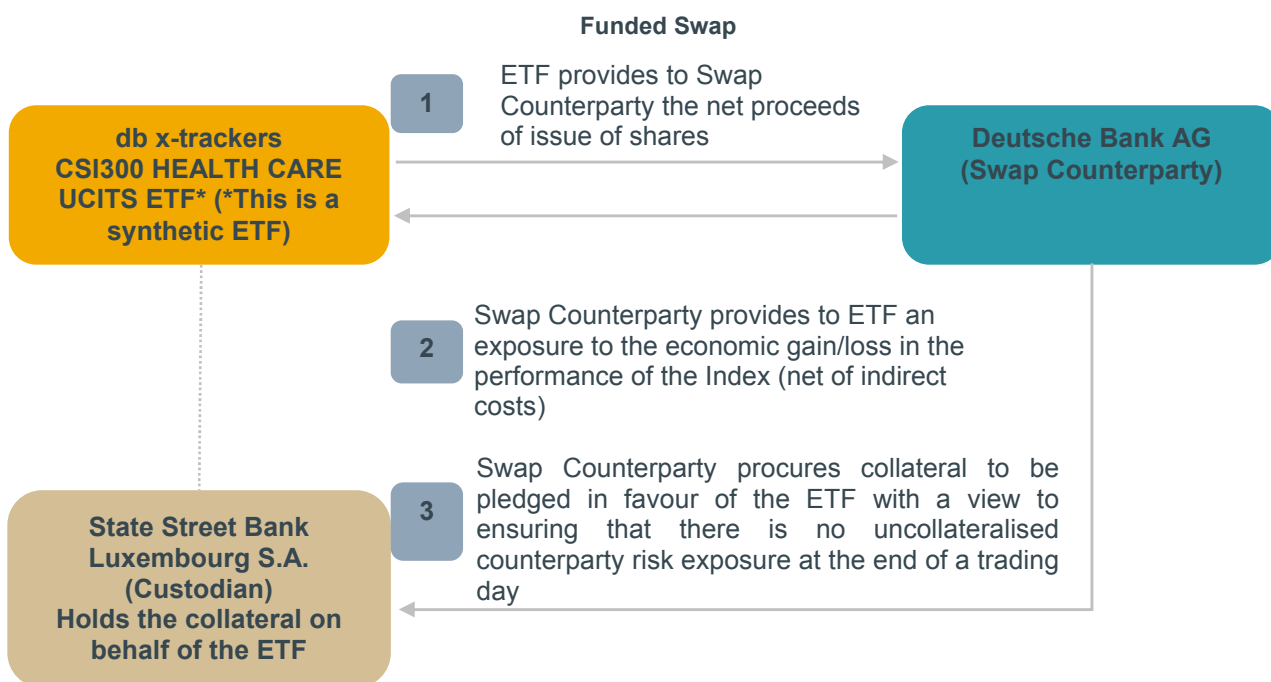 Funded Swap
1
ETF provides to Swap
Counterparty the net proceeds
of issue of shares
db x-trackers
CSI300 HEALTH CARE
UCITS ETF* (*This is a
synthetic ETF)
Deutsche Bank AG
(Swap Counterparty)
2
Swap Counterparty provides to ETF an
exposure to the economic gain/loss in the
performance of the Index (net of indirect
costs)
3
Swap Counterparty procures collateral to be
pledged in favour of the ETF with a view to
ensuring that there is no uncollateralised
counterparty risk exposure at the end of a trading
day
State Street Bank
Luxembourg S.A.
(Custodian)
Holds the collateral on
behalf of the ETF